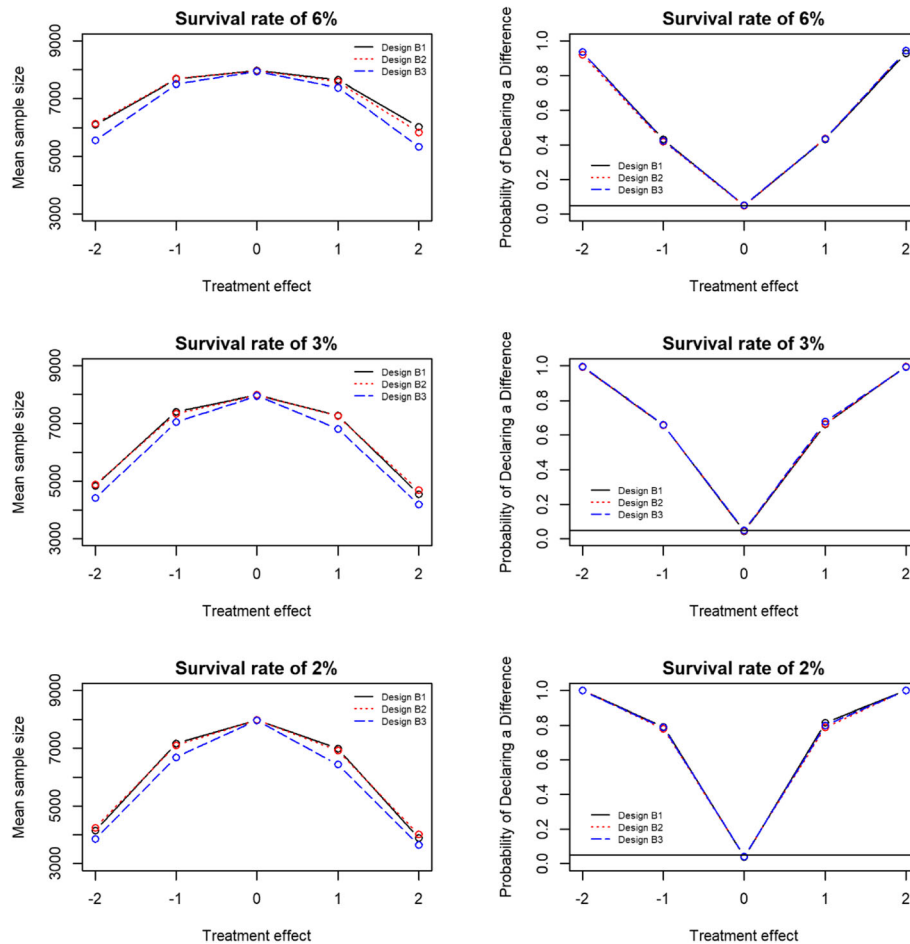 Survival rate of 6%
Mean sample size
9000
7000
5000
3000
Design B1
Design B2
Design B3
-2 -1 0 1 2
Treatment effect
Survival rate of 6%
Probability of Declaring a Difference
1.0
0.8
0.6
0.4
0.2
0.0
Design B1
Design B2
Design B3
-2 -1 0 1 2
Treatment effect
Survival rate of 3%
Mean sample size
9000
7000
5000
3000
Design B1
Design B2
Design B3
-2 -1 0 1 2
Treatment effect
Survival rate of 3%
Probability of Declaring a Difference
1.0
0.8
0.6
0.4
0.2
0.0
Design B1
Design B2
Design B3
-2 -1 0 1 2
Treatment effect
Survival rate of 2%
Mean sample size
9000
7000
5000
3000
Design B1
Design B2
Design B3
-2 -1 0 1 2
Treatment effect
Survival rate of 2%
Probability of Declaring a Difference
1.0
0.8
0.6
0.4
0.2
0.0
Design B1
Design B2
Design B3
-2 -1 0 1 2
Treatment effect